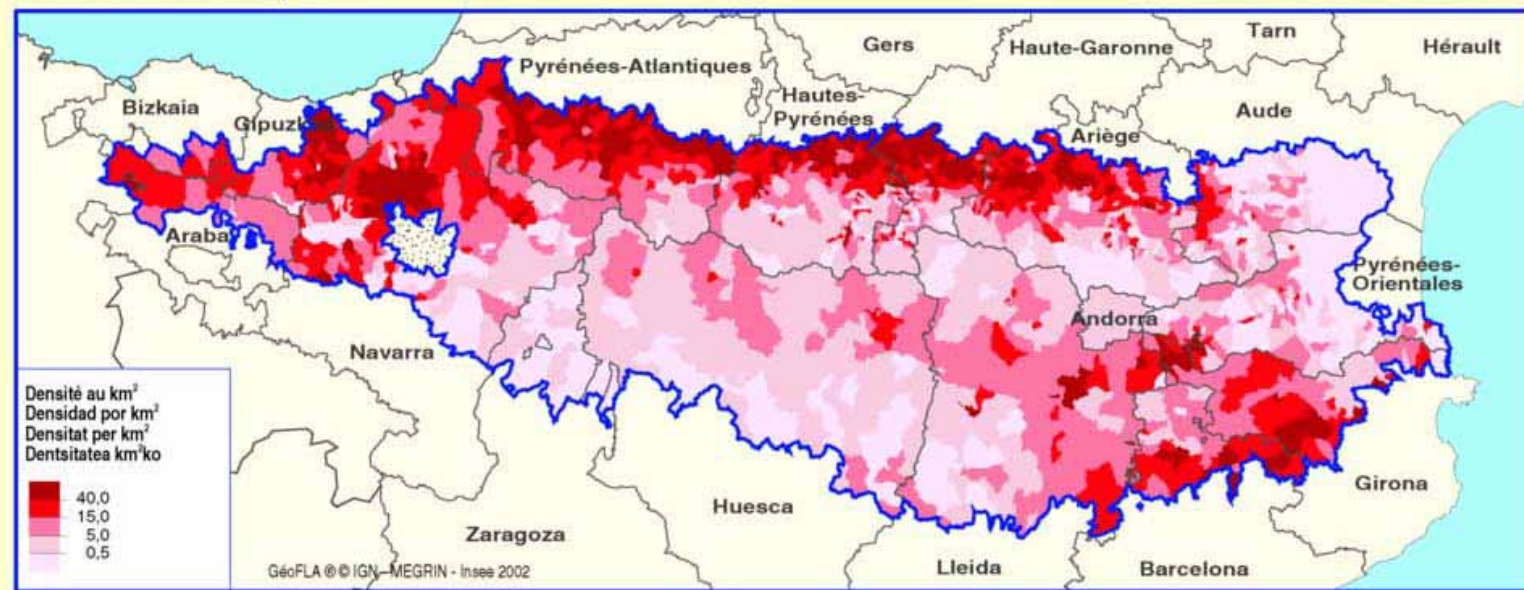 Tarn
Gers
Haute-Garonne
Hérault
Pyrénées-Atlantiques
Bizkaia
Hautes-
Pyrénées
Aude
Gipuzk
Ariège
Araba
Pyrénées-
Orientales
Andorra
Navarra
Densité au km²
Densidad por km²
Densitat per km²
Dentsitatea km²ko
40,0
15,0
5,0
0,5
Girona
Huesca
Zaragoza
Lleida
Barcelona
GéoFLA ® © IGN - MEGRIN - Insee 2002